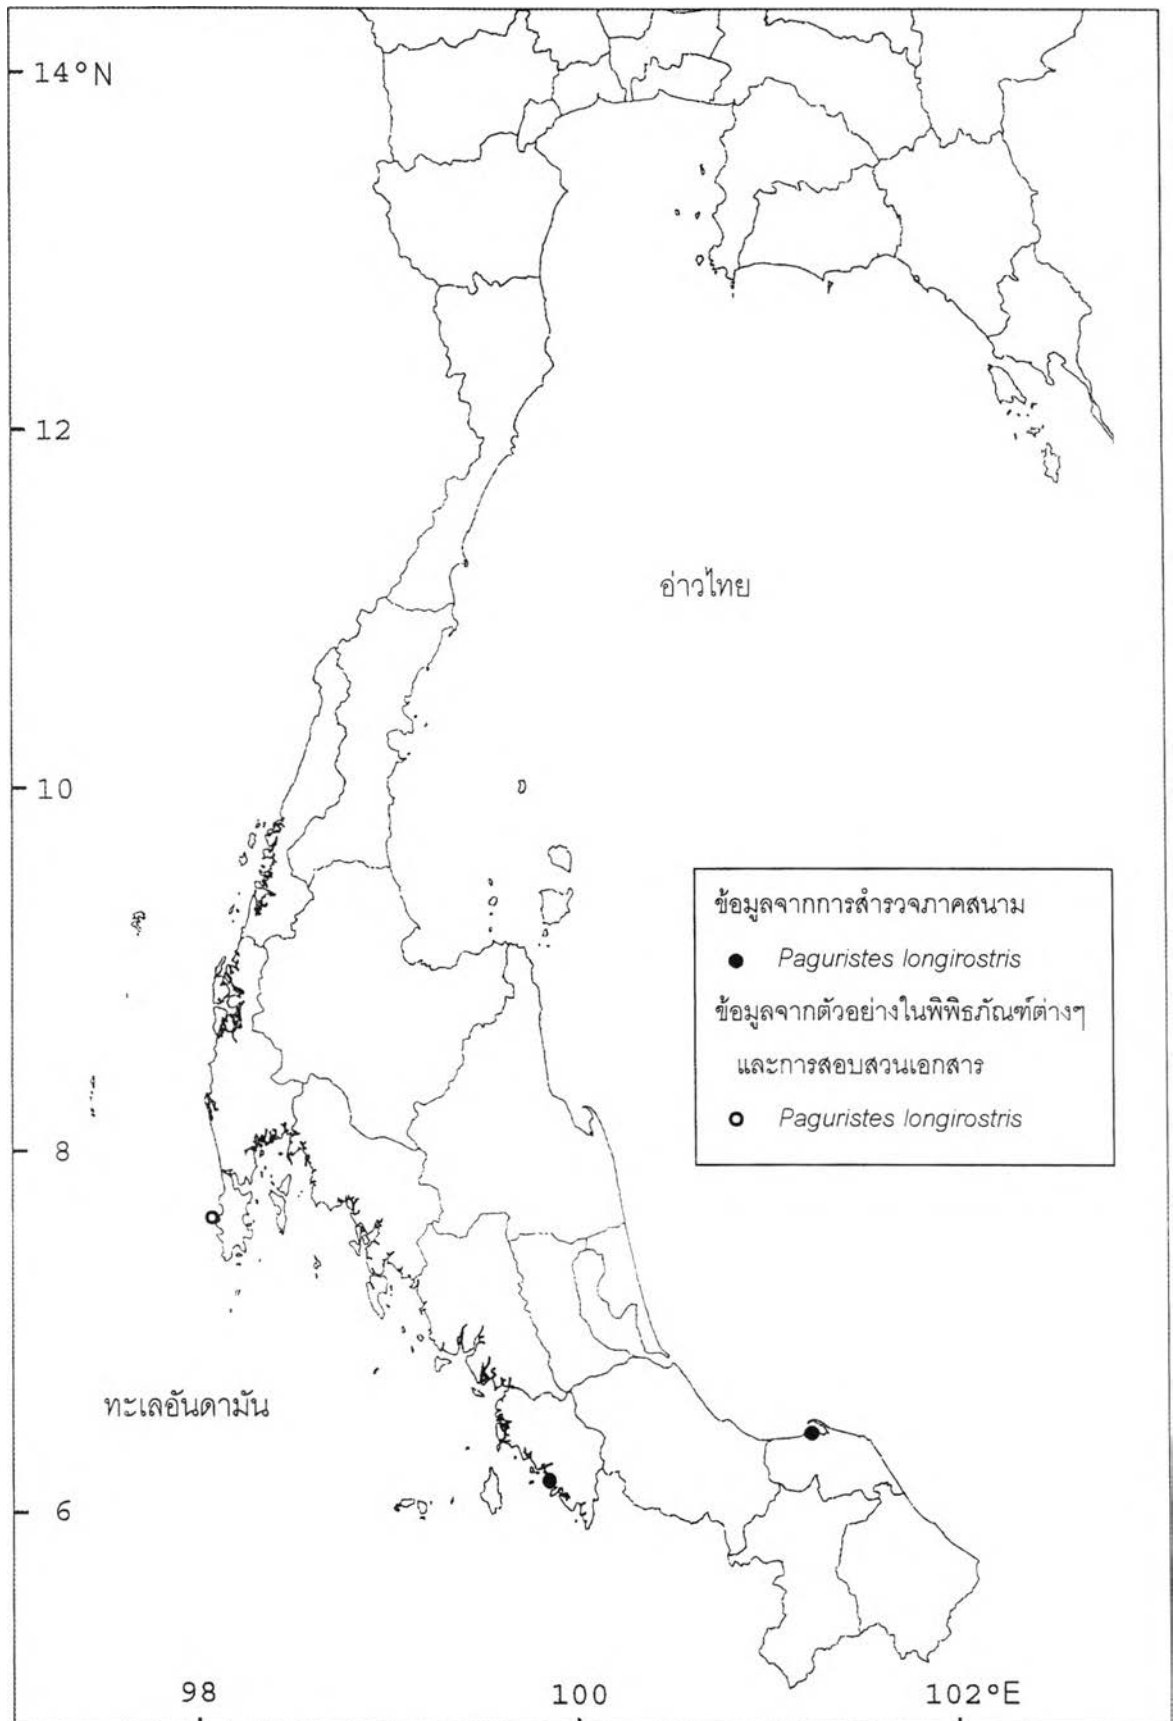 14°N
12
อ่าวไทย
10
ข้อมูลจากการสำรวจภาคสนาม
Paguristes longirostris
ข้อมูลจากตัวอย่างในพิพิธภัณฑ์ต่างๆ
และการสอบสวนเอกสาร
Paguristes longirostris
8
ทะเลอันดามัน
6
98 100 102°E